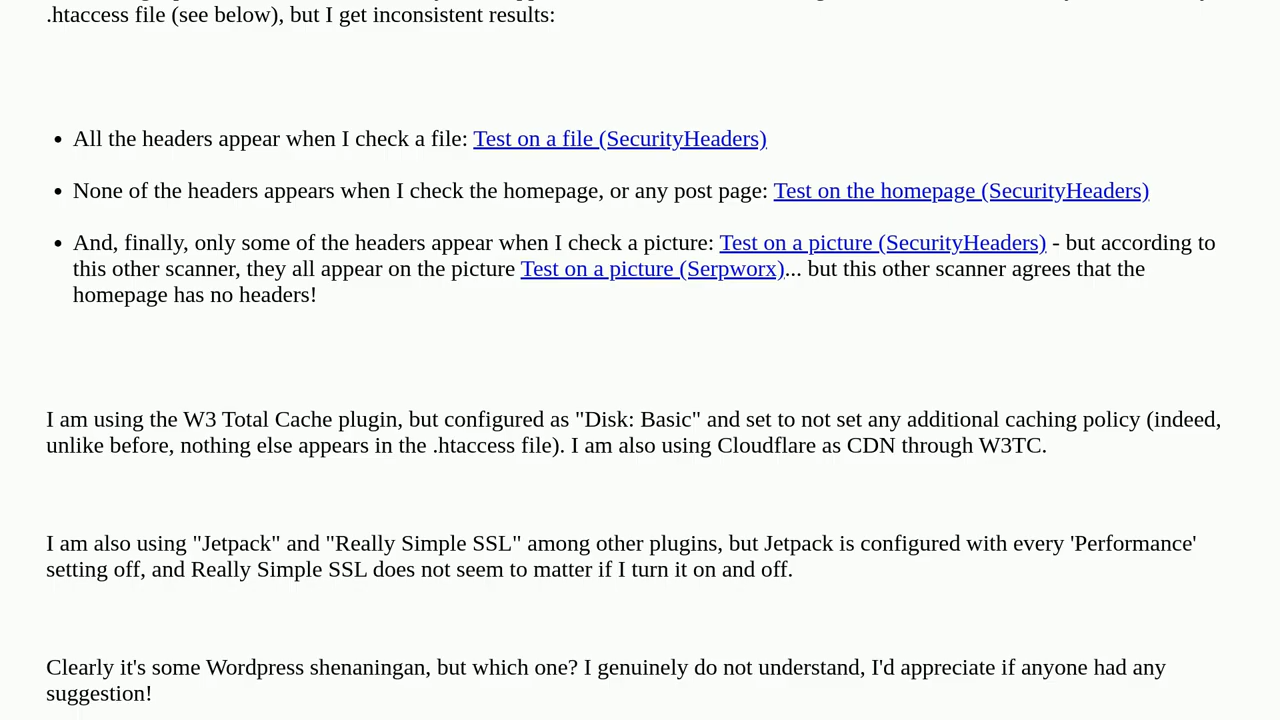 .htaccess file (see below), but I get inconsistent results:
• All the headers appear when I check a file: Test on a file (SecurityHeaders)
• None of the headers appears when I check the homepage, or any post page: Test on the homepage (SecurityHeaders)
• And, finally, only some of the headers appear when I check a picture: Test on a picture (SecurityHeaders) - but according to
this other scanner, they all appear on the picture Test on a picture (Serpworx)... but this other scanner agrees that the
homepage has no headers!
I am using the W3 Total Cache plugin, but configured as "Disk: Basic" and set to not set any additional caching policy (indeed,
unlike before, nothing else appears in the .htaccess file). I am also using Cloudflare as CDN through W3TC.
I am also using "Jetpack" and "Really Simple SSL" among other plugins, but Jetpack is configured with every 'Performance'
setting off, and Really Simple SSL does not seem to matter if I turn it on and off.
Clearly it's some Wordpress shenaningan, but which one? I genuinely do not understand, I'd appreciate if anyone had any
suggestion!